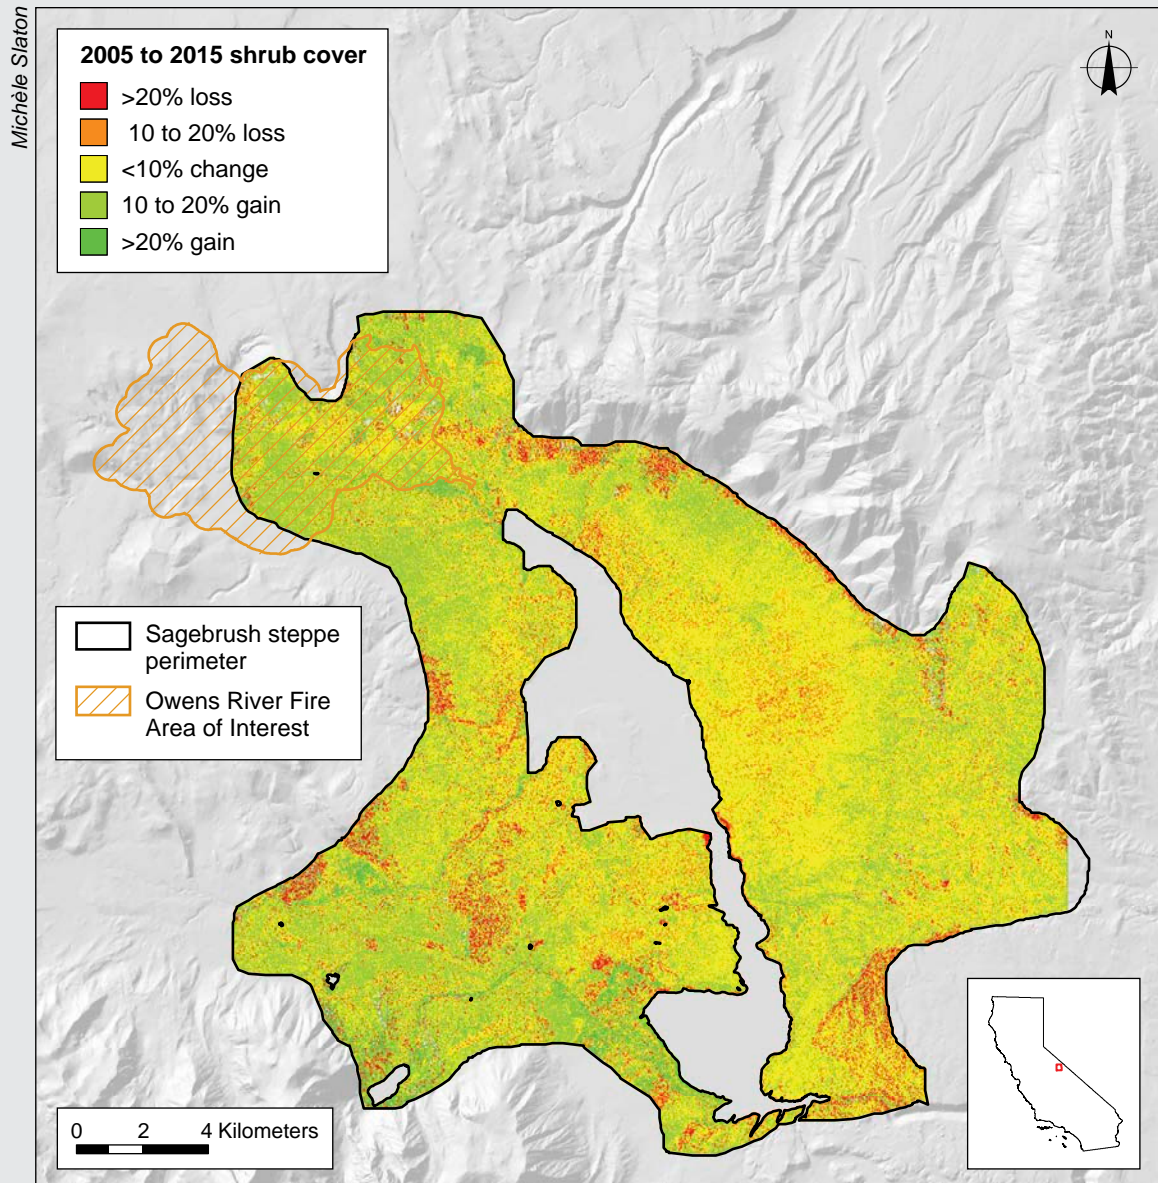 Michèle Slaton
2005 to 2015 shrub cover
>20% loss
10 to 20% loss
<10% change
10 to 20% gain
>20% gain
N
Sagebrush steppe
perimeter
Owens River Fire
Area of Interest
0 2 4 Kilometers